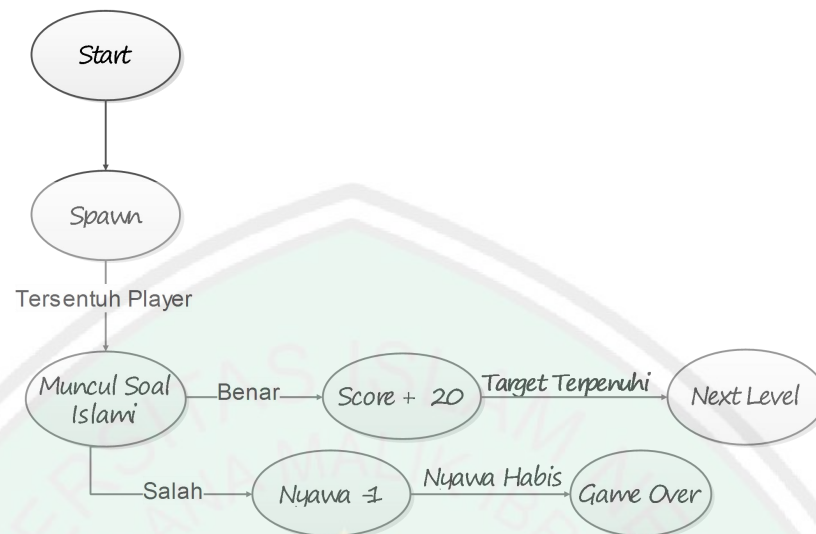 Start
Spawn
Tersentuh Player
Muncul Soal
Islami
Benar
Score + 20
Target Terpenuhi
Next Level
Salah
Nyawa -1
Nyawa Habis
Game Over